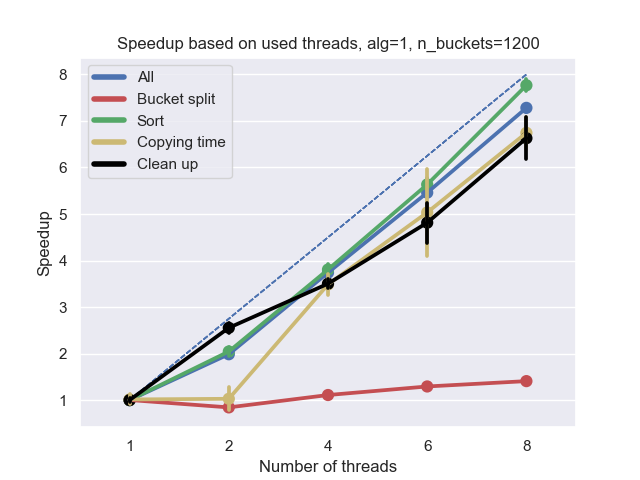 Speedup based on used threads, alg=1, n_buckets=1200
All
Bucket split
Sort
Copying time
Clean up
8
7
6
5
4
3
2
1
Speedup
1 2 4 6 8
Number of threads